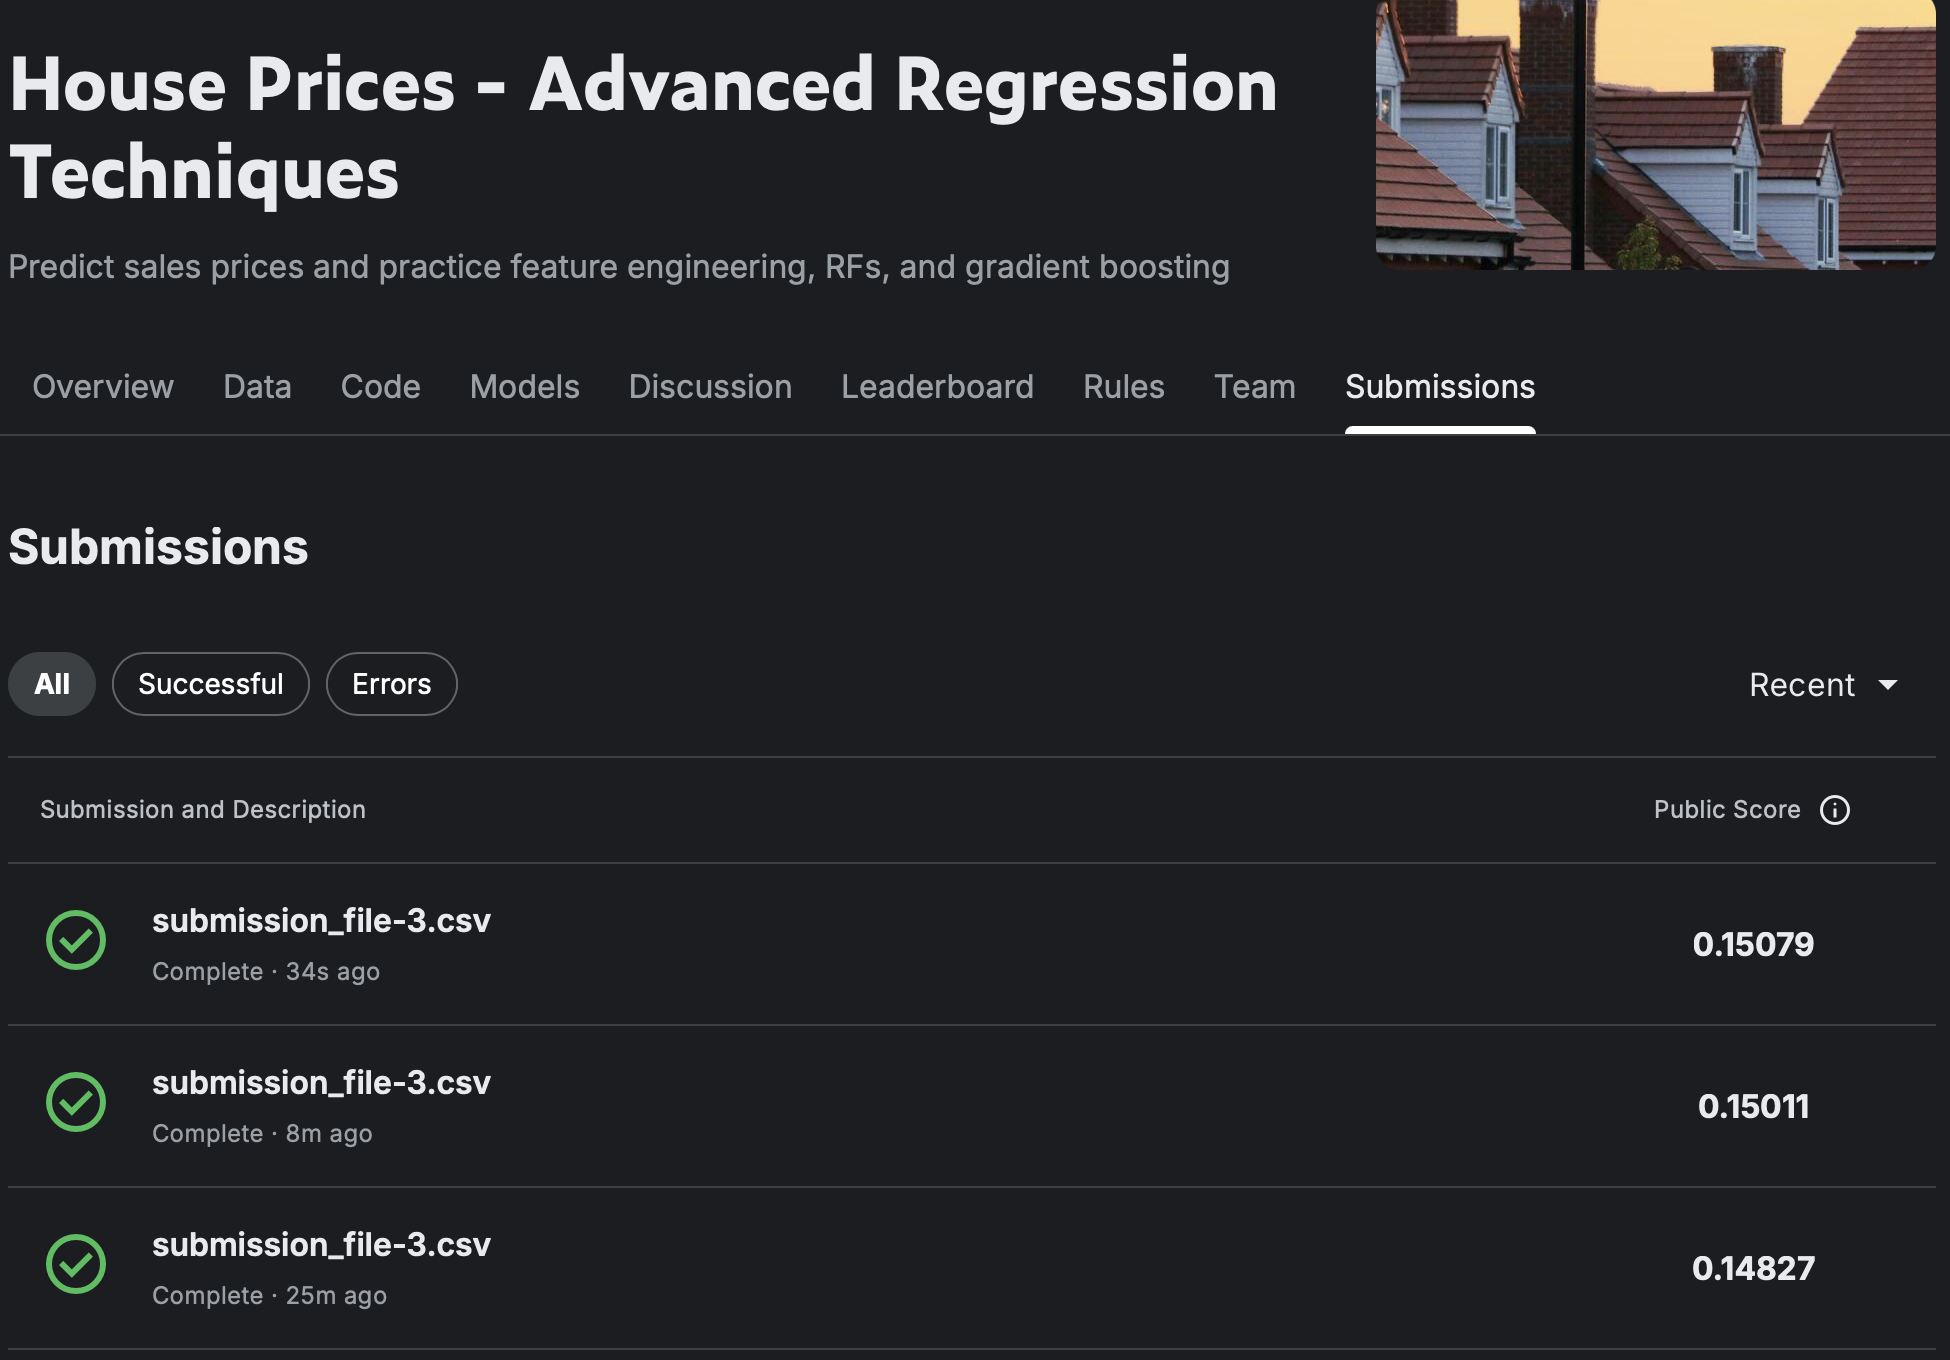 House Prices - Advanced Regression
Techniques
Predict sales prices and practice feature engineering, RFs, and gradient boosting
Overview Data Code Models Discussion Leaderboard Rules Team Submissions
Submissions
All Successful Errors Recent
Submission and Description Public Score
submission_file-3.csv
Complete · 34s ago
0.15079
submission_file-3.csv
Complete · 8m ago
0.15011
submission_file-3.csv
Complete · 25m ago
0.14827